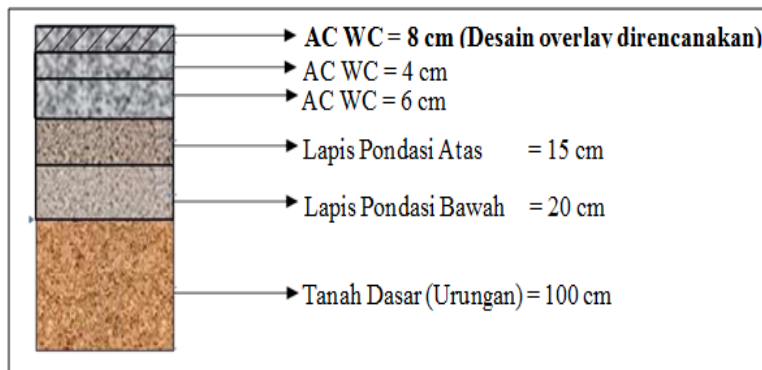 AC WC = 8 cm (Desain overlay direncanakan)
AC WC = 4 cm
AC WC = 6 cm
Lapis Pondasi Atas = 15 cm
Lapis Pondasi Bawah = 20 cm
Tanah Dasar (Urungan) = 100 cm